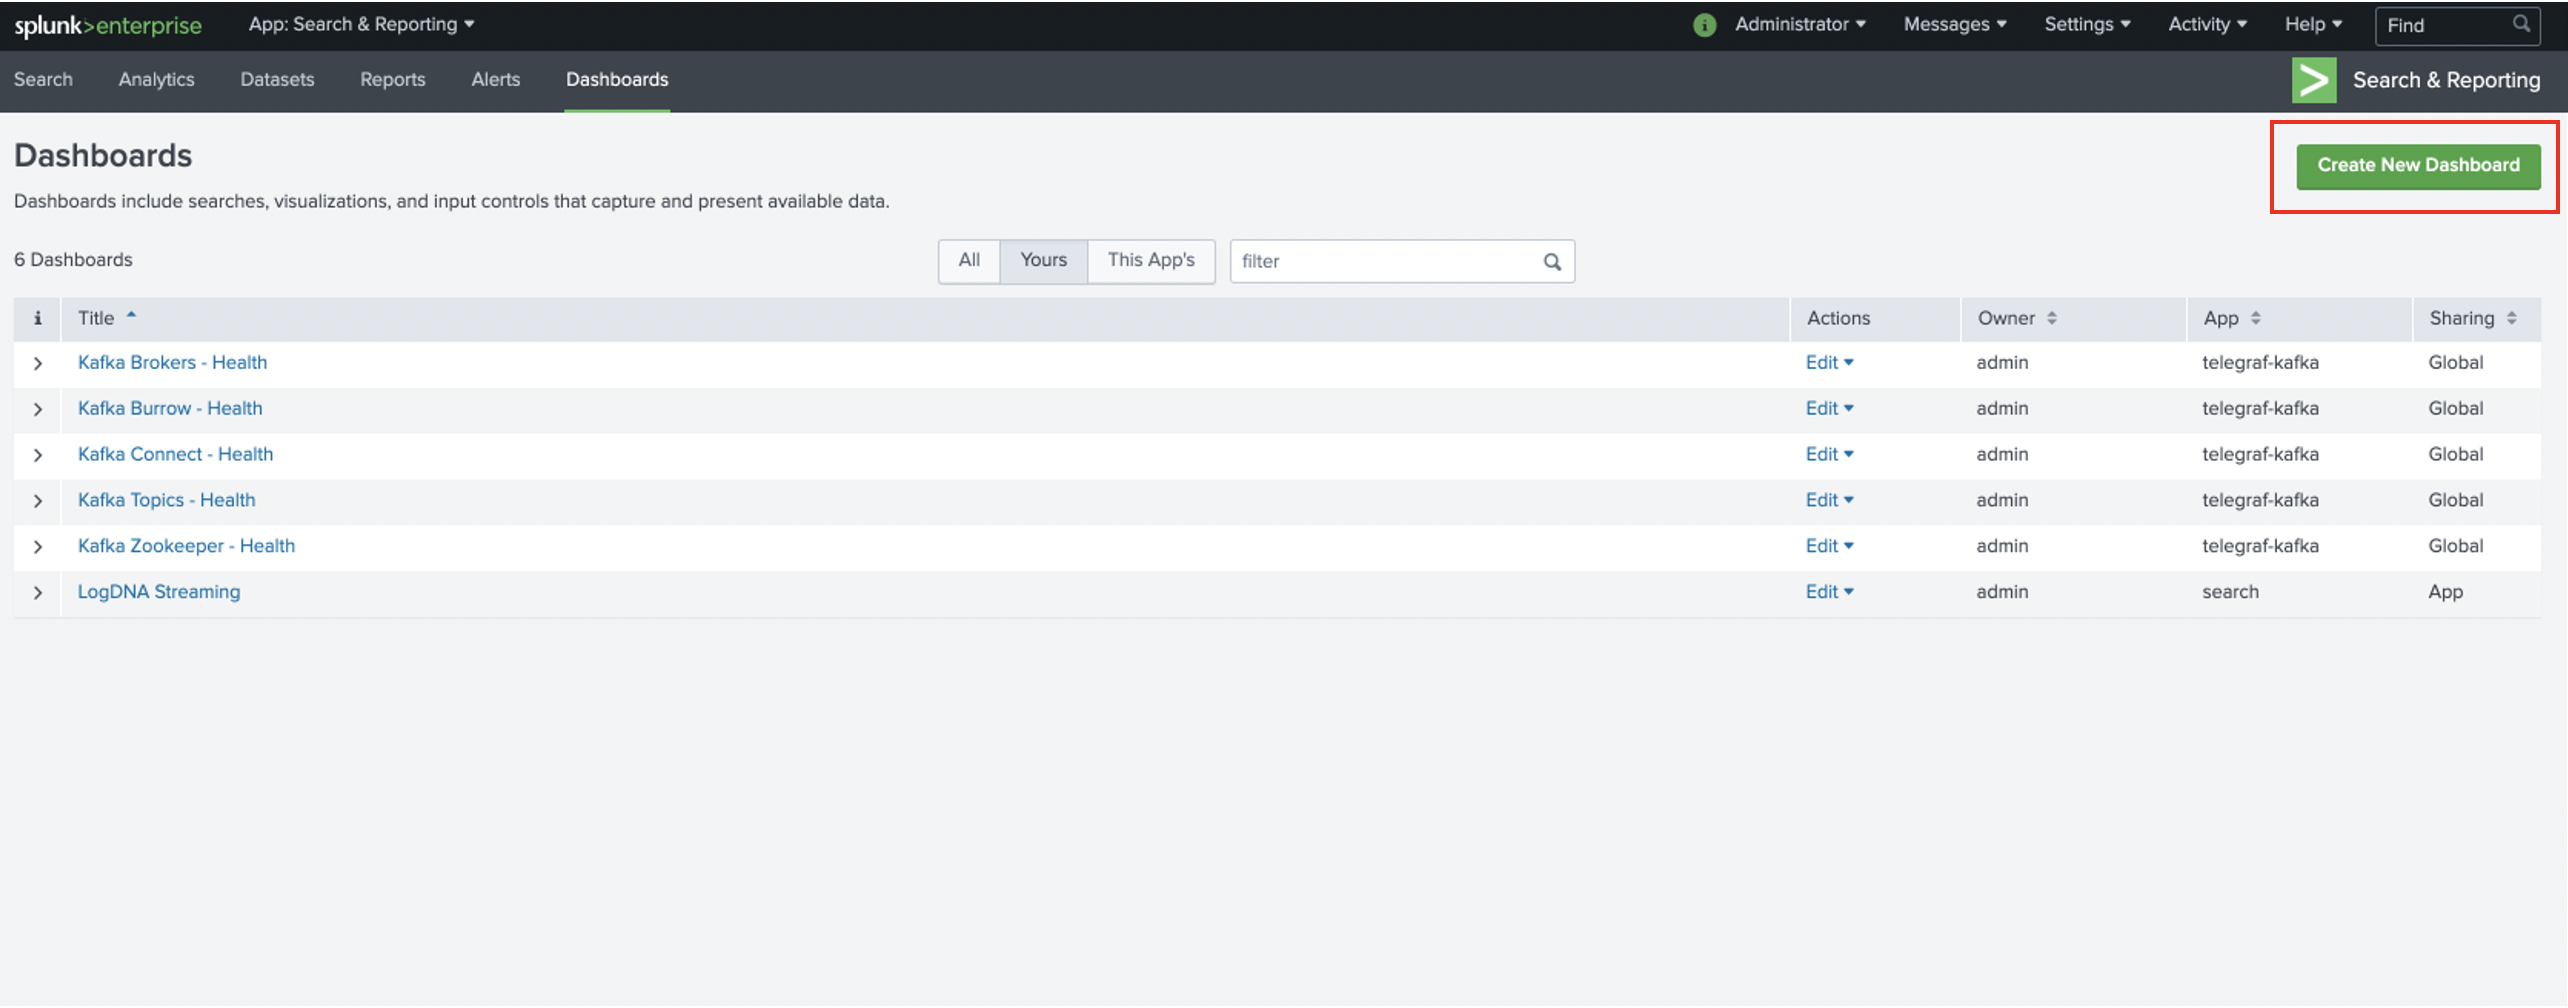 splunk>enterprise App: Search & Reporting Administrator Messages Settings Activity Help Find
Search Analytics Datasets Reports Alerts Dashboards Search & Reporting
Dashboards
Create New Dashboard
Dashboards include searches, visualizations, and input controls that capture and present available data.
6 Dashboards All Yours This App's filter
i Title Actions Owner App Sharing
Kafka Brokers - Health Edit admin telegraf-kafka Global
Kafka Burrow - Health Edit admin telegraf-kafka Global
Kafka Connect - Health Edit admin telegraf-kafka Global
Kafka Topics - Health Edit admin telegraf-kafka Global
Kafka Zookeeper - Health Edit admin telegraf-kafka Global
LogDNA Streaming Edit admin search App